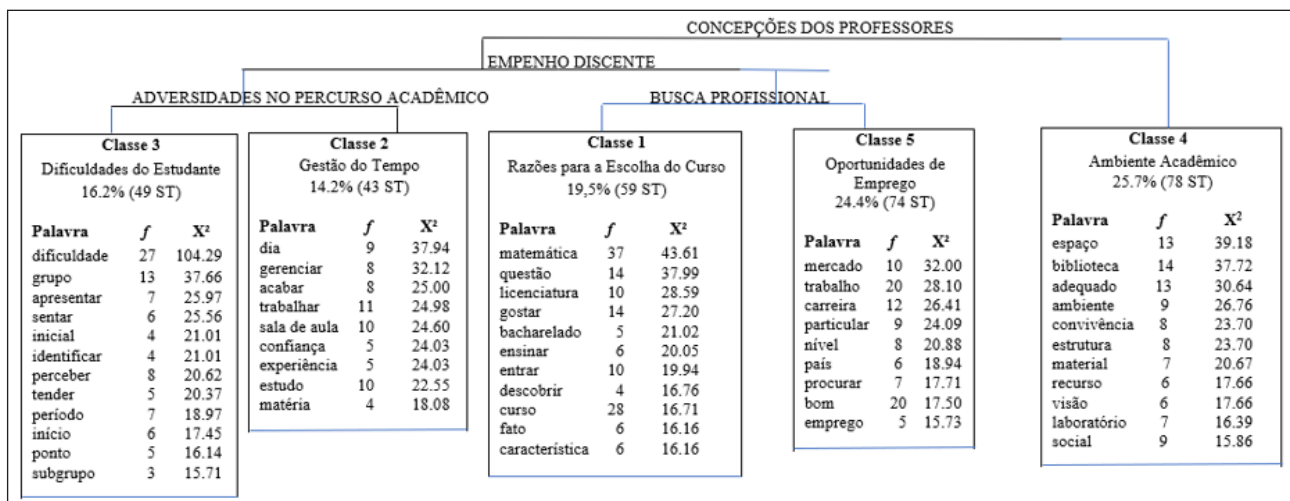 CONCEPÇÕES DOS PROFESSORES
EMPENHO DISCENTE
ADVERSIDADES NO PERCURSO ACADÊMICO
BUSCA PROFISSIONAL
Classe 3
Dificuldades do Estudante
16.2% (49 ST)
Palavra f X²
dificuldade 27 104.29
grupo 13 37.66
apresentar 7 25.97
sentar 6 25.56
inicial 4 21.01
identificar 4 21.01
perceber 8 20.62
tender 5 20.37
período 7 18.97
início 6 17.45
ponto 5 16.14
subgrupo 3 15.71
Classe 2
Gestão do Tempo
14.2% (43 ST)
Palavra f X²
dia 9 37.94
gerenciar 8 32.12
acabar 8 25.00
trabalhar 11 24.98
sala de aula 10 24.60
confiança 5 24.03
experiência 5 24.03
estudo 10 22.55
matéria 4 18.08
Classe 1
Razões para a Escolha do Curso
19,5% (59 ST)
Palavra f X²
matemática 37 43.61
questão 14 37.99
licenciatura 10 28.59
gostar 14 27.20
bacharelado 5 21.02
ensinar 6 20.05
entrar 10 19.94
descobrir 4 16.76
curso 28 16.71
fato 6 16.16
característica 6 16.16
Classe 5
Oportunidades de
Emprego
24.4% (74 ST)
Palavra f X²
mercado 10 32.00
trabalho 20 28.10
carreira 12 26.41
particular 9 24.09
nível 8 20.88
país 6 18.94
procurar 7 17.71
bom 20 17.50
emprego 5 15.73
Classe 4
Ambiente Acadêmico
25.7% (78 ST)
Palavra f X²
espaço 13 39.18
biblioteca 14 37.72
adequado 13 30.64
ambiente 9 26.76
convivência 8 23.70
estrutura 8 23.70
material 7 20.67
recurso 6 17.66
visão 6 17.66
laboratório 7 16.39
social 9 15.86